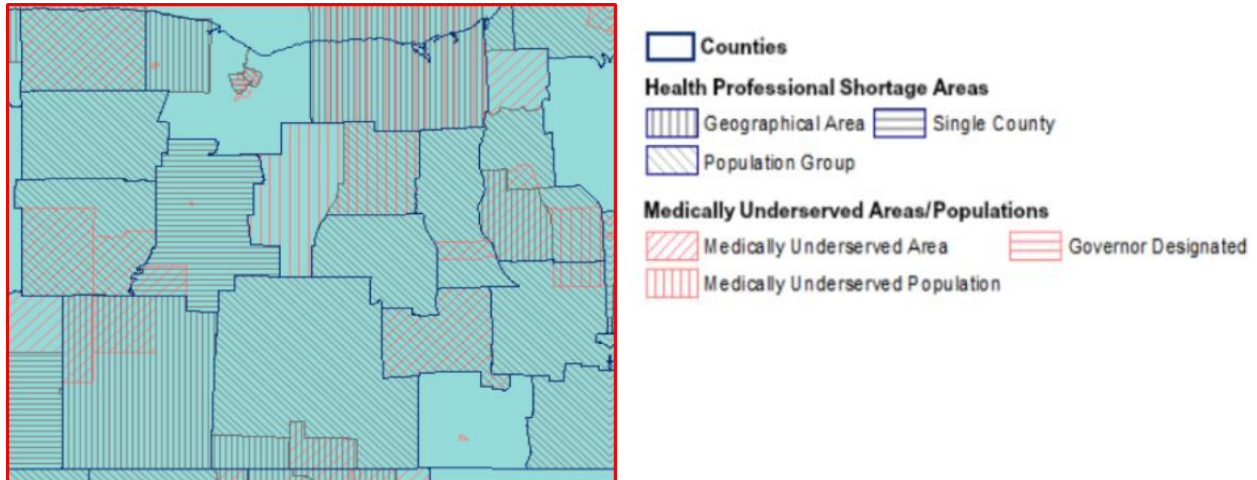 Counties
Health Professional Shortage Areas
Geographical Area Single County
Population Group
Medically Underserved Areas/Populations
Medically Underserved Area Governor Designated
Medically Underserved Population